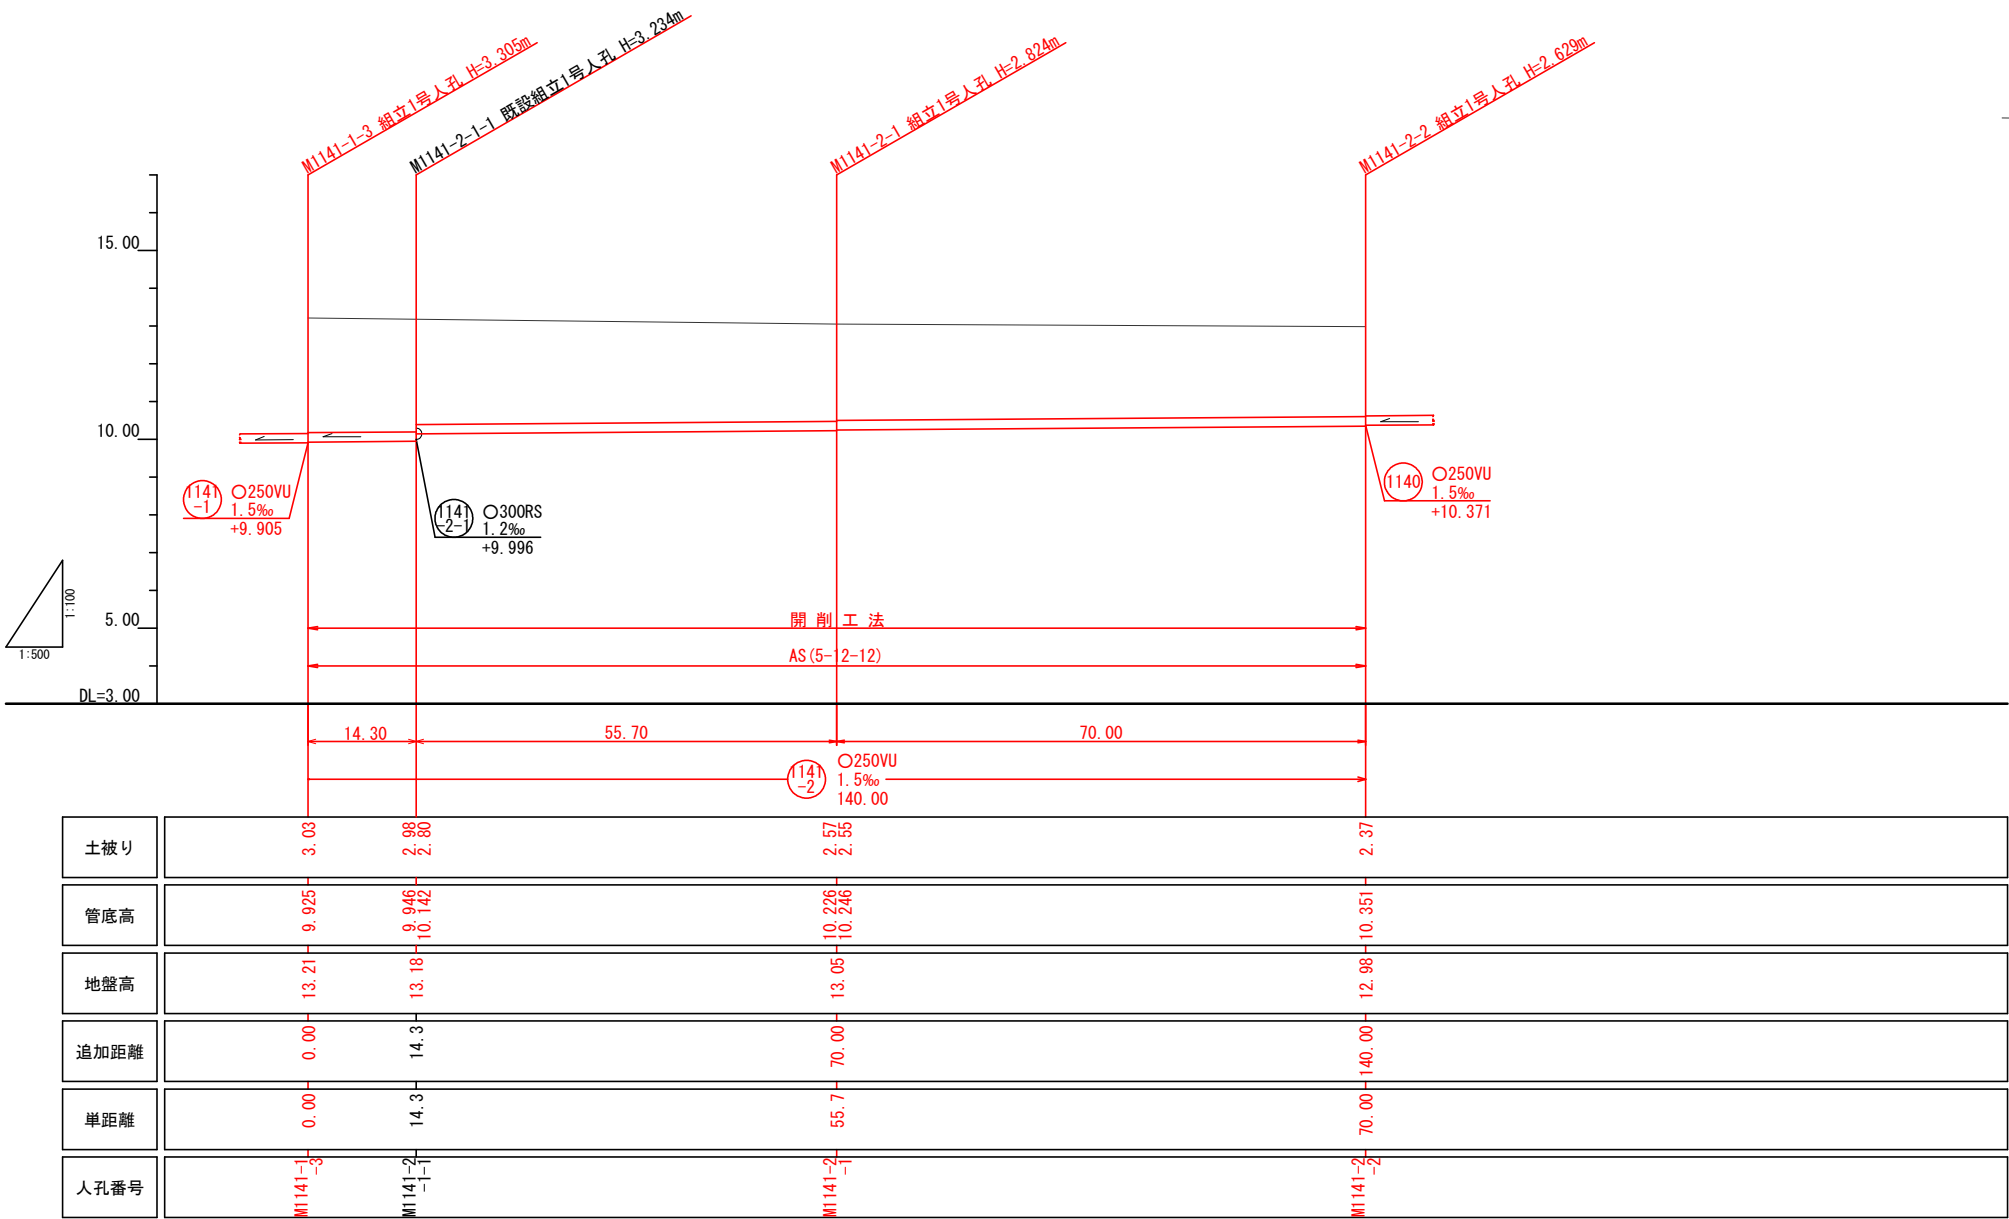 M1141-1-3 組立1号人孔 H=3.305m
M1141-2-1-1 既設組立1号人孔 H=3.234m
M1141-2-1 組立1号人孔 H=2.824m
M1141-2-2 組立1号人孔 H=2.629m
15.00
10.00
5.00
DL=3.00
1:100
1:500
1141
-1
○250VU
1.5‰
+9.905
1141
-2-1
○300RS
1.2‰
+9.996
1140
○250VU
1.5‰
+10.371
開削工法
AS(5-12-12)
14.30
55.70
70.00
1141
-2
○250VU
1.5‰
140.00
土被り
3.03
2.98
2.80
2.57
2.55
2.37
管底高
9.925
9.946
10.142
10.226
10.246
10.351
地盤高
13.21
13.18
13.05
12.98
追加距離
0.00
14.3
70.00
140.00
単距離
0.00
14.3
55.7
70.00
人孔番号
M1141-1
-3
M1141-2
-1-1
M1141-2
-1
M1141-2
-2